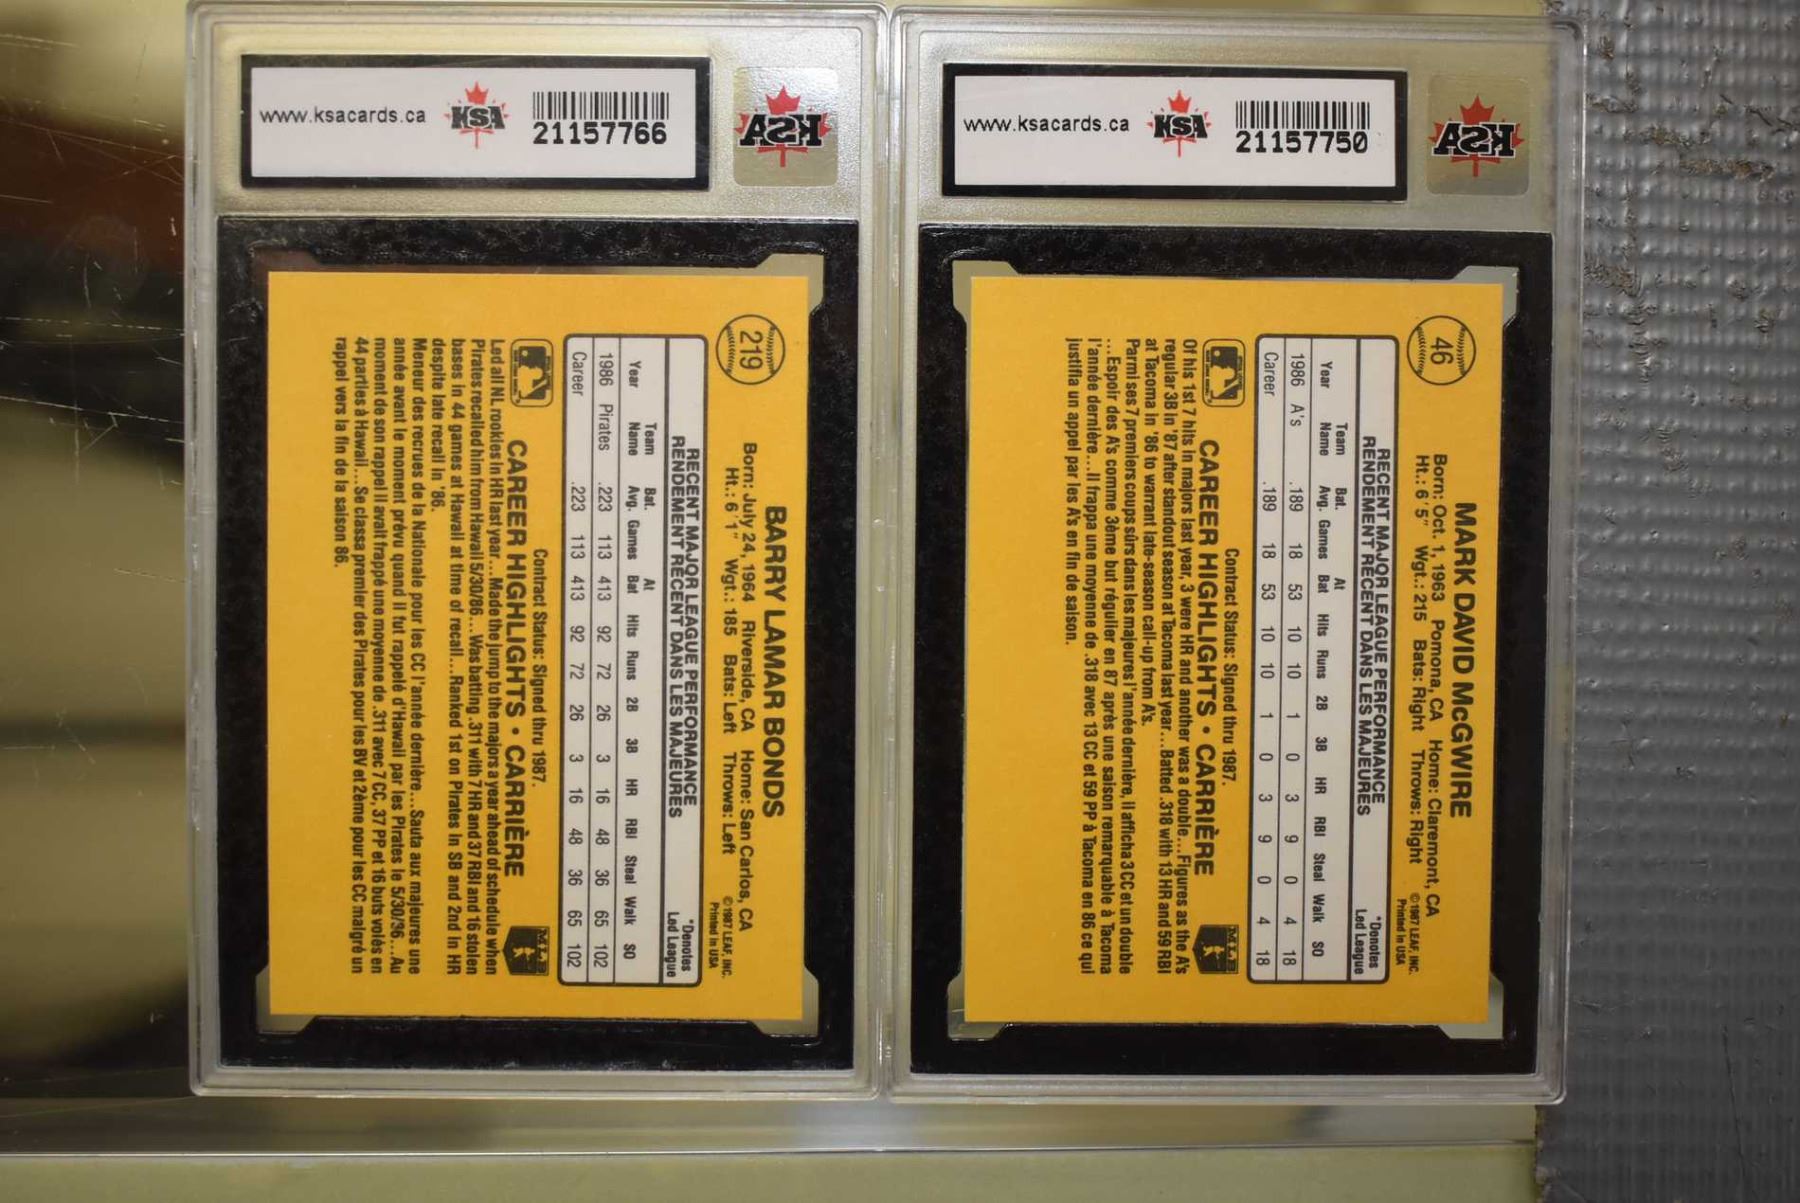 www.ksacards.ca
KSA
21157766
KSA
219
BARRY LAMAR BONDS
Born: July 24, 1964 Riverside, CA Home: San Carlos, CA
Ht.: 6'1" Wgt.: 185 Bats: Left Throws: Left
©1987 LEAF, INC.
Printed in USA
RECENT MAJOR LEAGUE PERFORMANCE
RENDEMENT RÉCENT DANS LES MAJEURES
*Denotes
Led League
Year Team Name Bat. Avg. Games At Bat Hits Runs 2B 3B HR RBI Steal Walk SO
1986 Pirates .223 113 413 92 72 26 3 16 48 36 65 102
Career .223 113 413 92 72 26 3 16 48 36 65 102
Contract Status: Signed thru 1987.
CAREER HIGHLIGHTS • CARRIÈRE
MLB
Led all NL rookies in HR last year...Made the jump to the majors a year ahead of schedule when
Pirates recalled him from Hawaii 5/30/86...Was batting .311 with 7 HR and 37 RBI and 16 stolen
bases in 44 games at Hawaii at time of recall...Ranked 1st on Pirates in SB and 2nd in HR
despite late recall in '86.
Meneur des recrues de la Nationale pour les CC l'année dernière...Sauta aux majeures une
année avant le moment prévu quand il fut rappelé d'Hawaii par les Pirates le 5/30/36...Au
moment de son rappel il avait frappé une moyenne de .311 avec 7 CC, 37 PP et 16 buts volés en
44 parties à Hawaii...Se classa premier des Pirates pour les BV et 2ème pour les CC malgré un
rappel vers la fin de la saison 86.
www.ksacards.ca
KSA
21157750
KSA
46
MARK DAVID McGWIRE
Born: Oct. 1, 1963 Pomona, CA Home: Claremont, CA
Ht.: 6'5" Wgt.: 215 Bats: Right Throws: Right
©1987 LEAF, INC.
Printed in USA
RECENT MAJOR LEAGUE PERFORMANCE
RENDEMENT RÉCENT DANS LES MAJEURES
*Denotes
Led League
Year Team Name Bat. Avg. Games At Bat Hits Runs 2B 3B HR RBI Steal Walk SO
1986 A's .189 18 53 10 10 1 0 3 9 0 4 18
Career .189 18 53 10 10 1 0 3 9 0 4 18
Contract Status: Signed thru 1987.
CAREER HIGHLIGHTS • CARRIÈRE
MLB
Of his 1st 7 hits in majors last year, 3 were HR and another was a double...Figures as the A's
regular 3B in '87 after standout season at Tacoma last year...Batted .318 with 13 HR and 59 RBI
at Tacoma in '86 to warrant late-season call-up from A's.
Parmi ses 7 premiers coups sûrs dans les majeures l'année dernière, il afficha 3 CC et un double
...Espoir des A's comme 3ème but régulier en 87 après une saison remarquable à Tacoma
l'année dernière...Il frappa une moyenne de .318 avec 13 CC et 59 PP à Tacoma en 86 ce qui
justifia un appel par les A's en fin de saison.